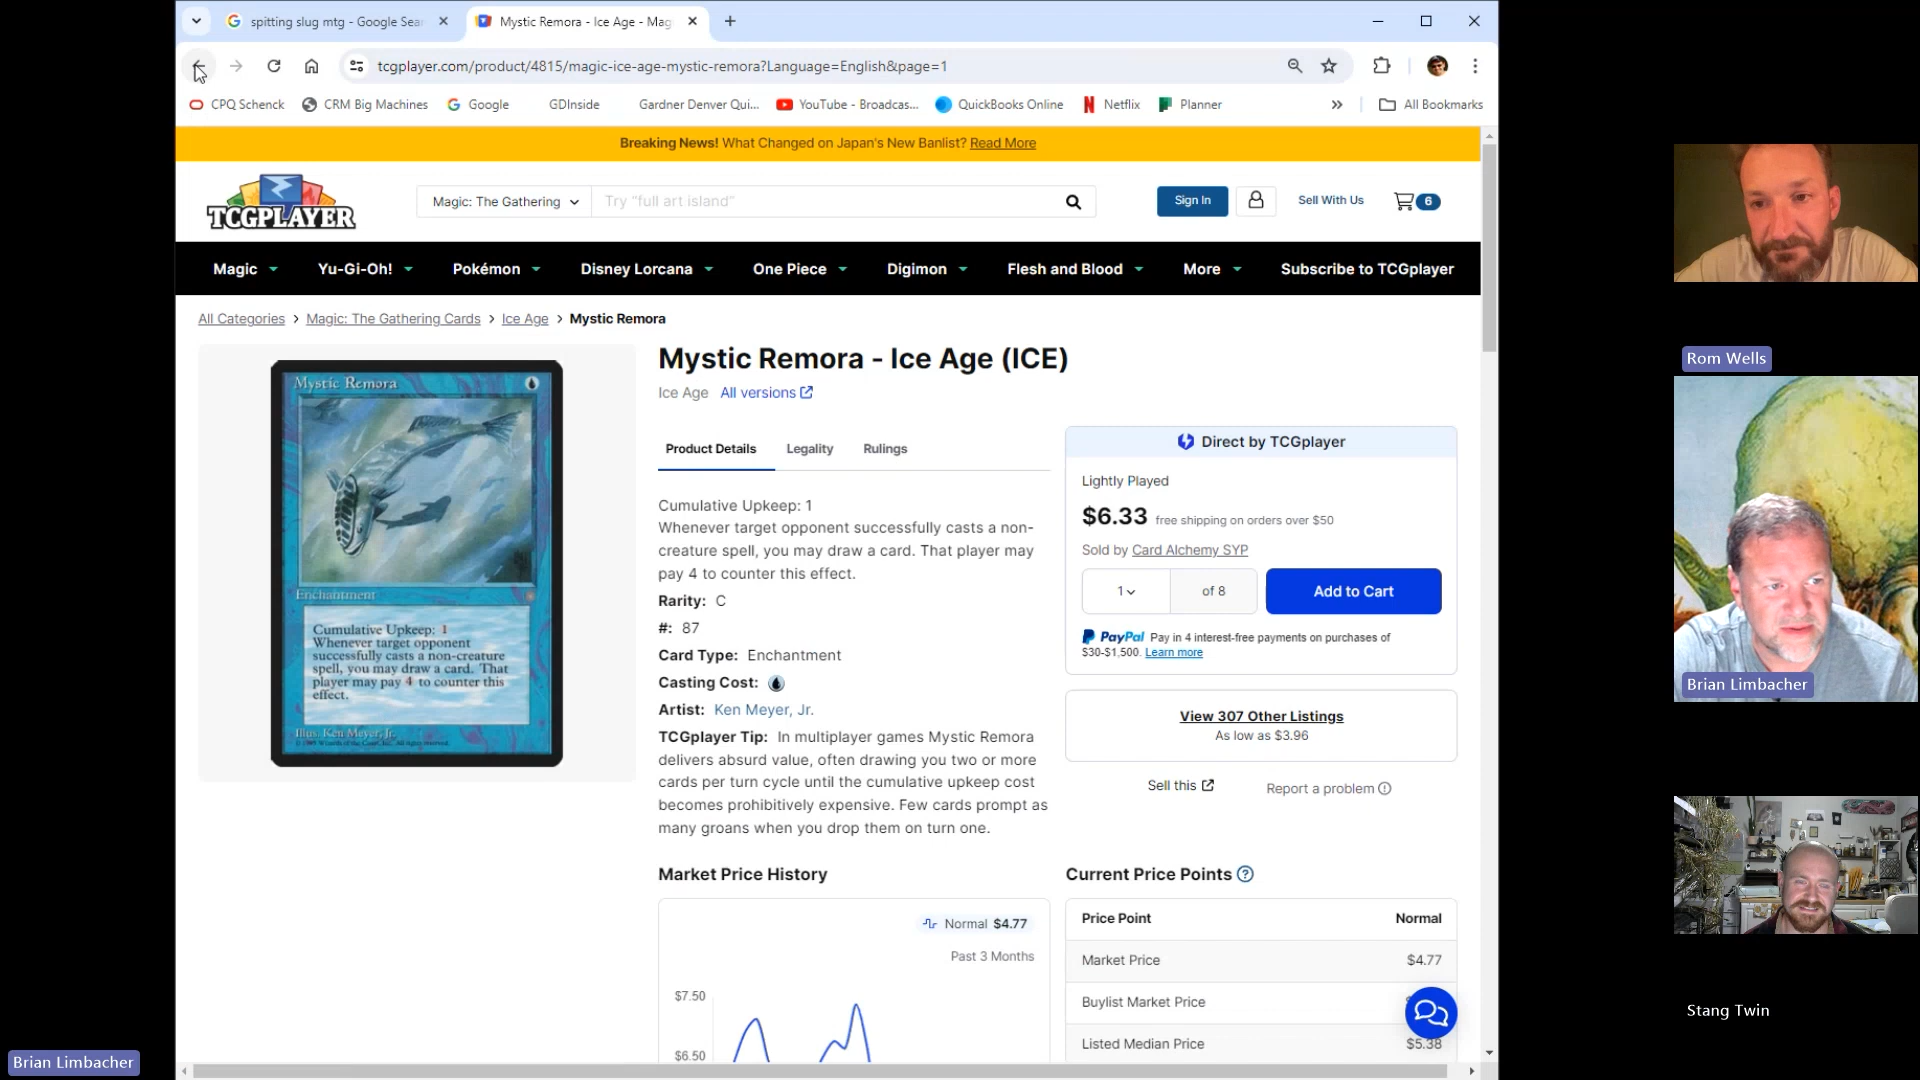 spitting slug mtg - Google Sear
Mystic Remora - Ice Age - Mag
tcgplayer.com/product/4815/magic-ice-age-mystic-remora?Language=English&page=1
CPQ Schenck
CRM Big Machines
Google
GDInside
Gardner Denver Qui...
YouTube - Broadcas...
QuickBooks Online
Netflix
Planner
All Bookmarks
Breaking News! What Changed on Japan's New Banlist? Read More
TCGPLAYER
Magic: The Gathering
Try "full art island"
Sign In
Sell With Us
6
Magic
Yu-Gi-Oh!
Pokémon
Disney Lorcana
One Piece
Digimon
Flesh and Blood
More
Subscribe to TCGplayer
All Categories > Magic: The Gathering Cards > Ice Age > Mystic Remora
Mystic Remora
Enchantment
Cumulative Upkeep: 1
Whenever target opponent
successfully casts a non-creature
spell, you may draw a card. That
player may pay 4 to counter this
effect.
Illus. Ken Meyer, Jr.
Mystic Remora - Ice Age (ICE)
Ice Age All versions
Product Details
Legality
Rulings
Cumulative Upkeep: 1
Whenever target opponent successfully casts a non-
creature spell, you may draw a card. That player may
pay 4 to counter this effect.
Rarity: C
#: 87
Card Type: Enchantment
Casting Cost:
Artist: Ken Meyer, Jr.
TCGplayer Tip: In multiplayer games Mystic Remora
delivers absurd value, often drawing you two or more
cards per turn cycle until the cumulative upkeep cost
becomes prohibitively expensive. Few cards prompt as
many groans when you drop them on turn one.
Direct by TCGplayer
Lightly Played
$6.33 free shipping on orders over $50
Sold by Card Alchemy SYP
1
of 8
Add to Cart
PayPal Pay in 4 interest-free payments on purchases of
$30-$1,500. Learn more
View 307 Other Listings
As low as $3.96
Sell this
Report a problem
Market Price History
Normal $4.77
Past 3 Months
$7.50
$6.50
Current Price Points
Price Point Normal
Market Price $4.77
Buylist Market Price
Listed Median Price $5.38
Rom Wells
Brian Limbacher
Stang Twin
Brian Limbacher